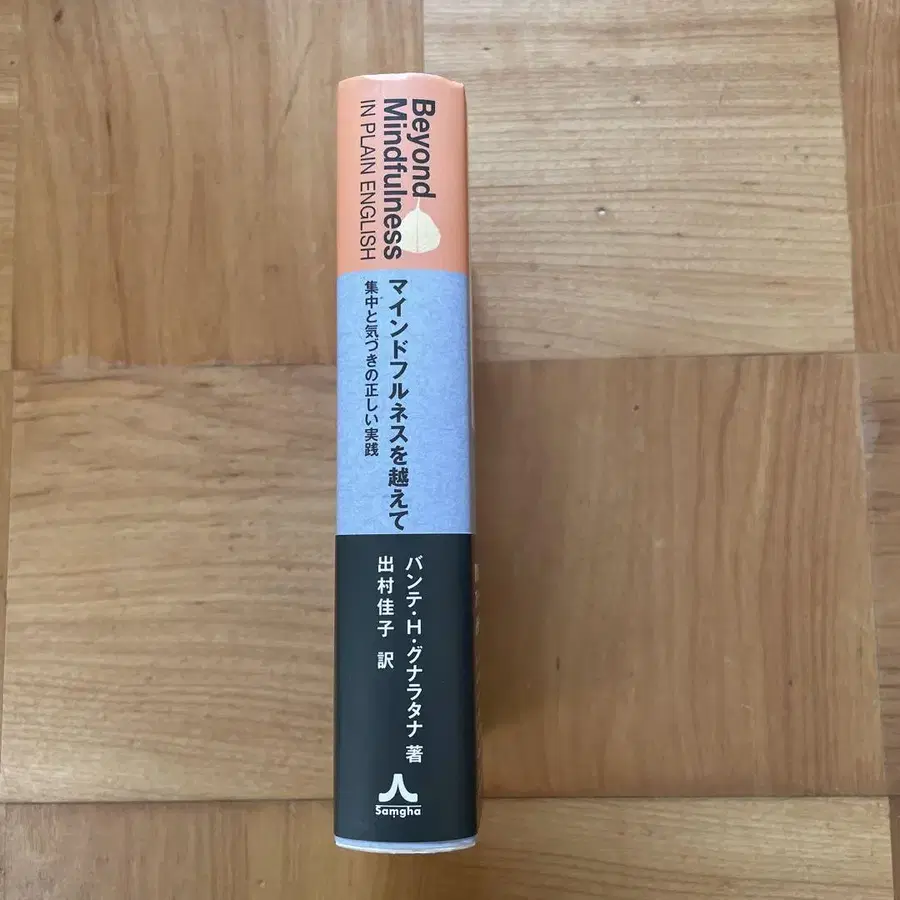 Beyond
Mindfulness
IN PLAIN ENGLISH
マインドフルネスを越えて
集中と気づきの正しい実践
バンテ・H・グナラタナ 著
出村佳子 訳
Samgha